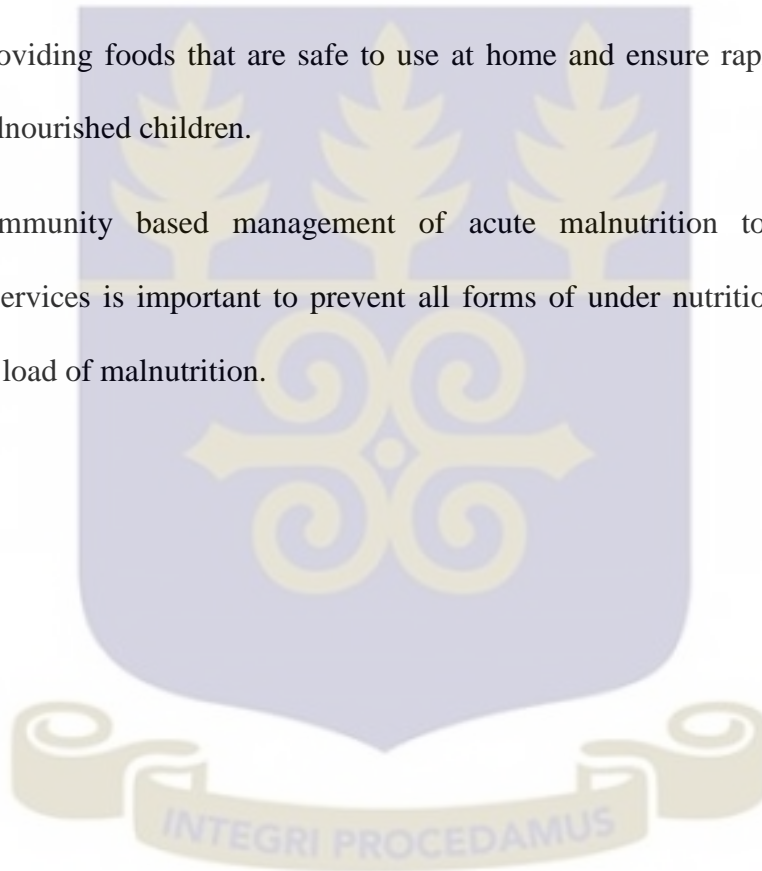 oviding foods that are safe to use at home and ensure rap
lnourished children.
mmunity based management of acute malnutrition to
ervices is important to prevent all forms of under nutritio
load of malnutrition.
INTEGRI PROCEDAMUS